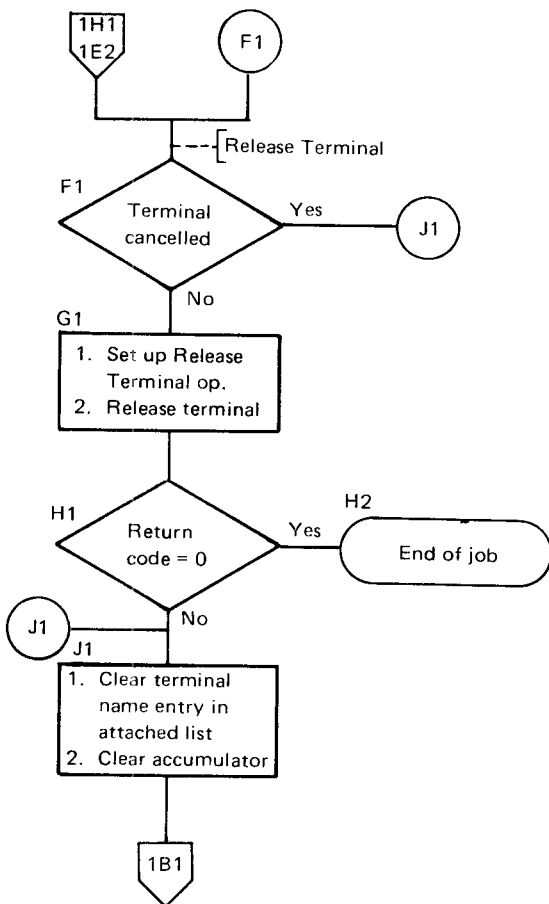 1H1
1E2
F1
Release Terminal
F1
Terminal
cancelled
Yes
J1
No
G1
1. Set up Release
Terminal op.
2. Release terminal
H1
Return
code = 0
Yes
H2
End of job
No
J1
J1
1. Clear terminal
name entry in
attached list
2. Clear accumulator
1B1